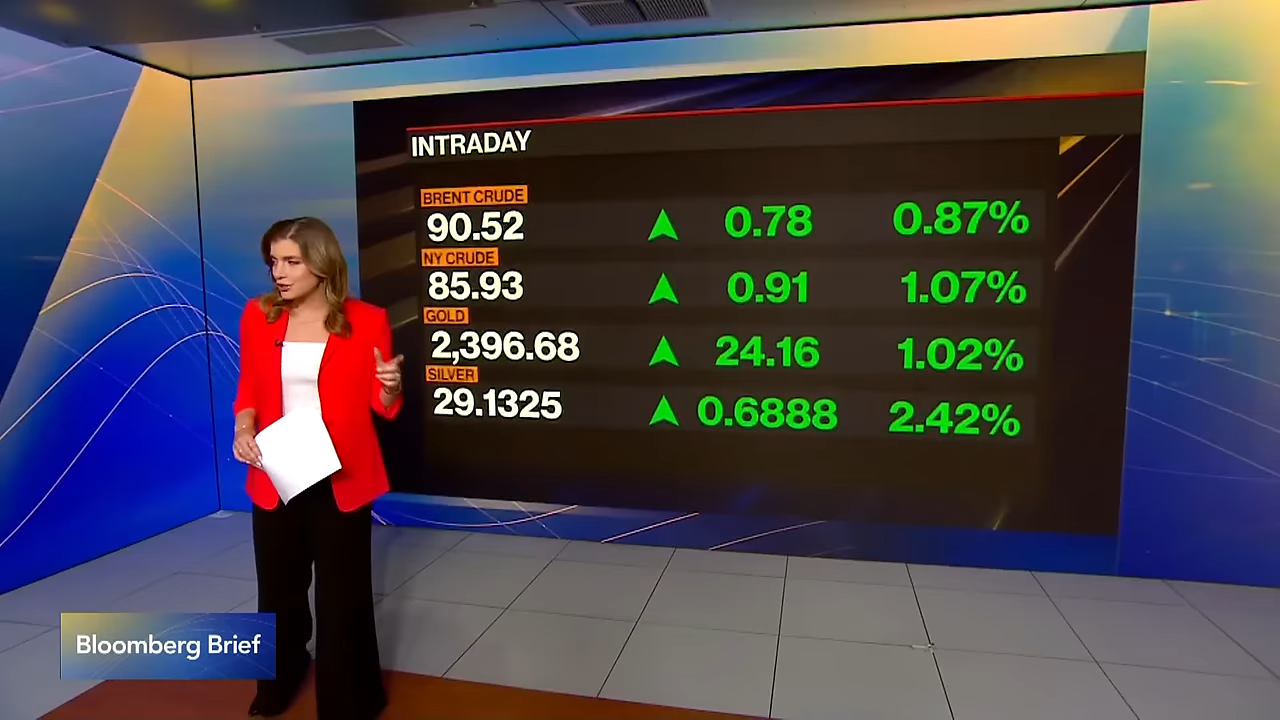 INTRADAY
BRENT CRUDE
90.52 ▲ 0.78 0.87%
NY CRUDE
85.93 ▲ 0.91 1.07%
GOLD
2,396.68 ▲ 24.16 1.02%
SILVER
29.1325 ▲ 0.6888 2.42%
Bloomberg Brief